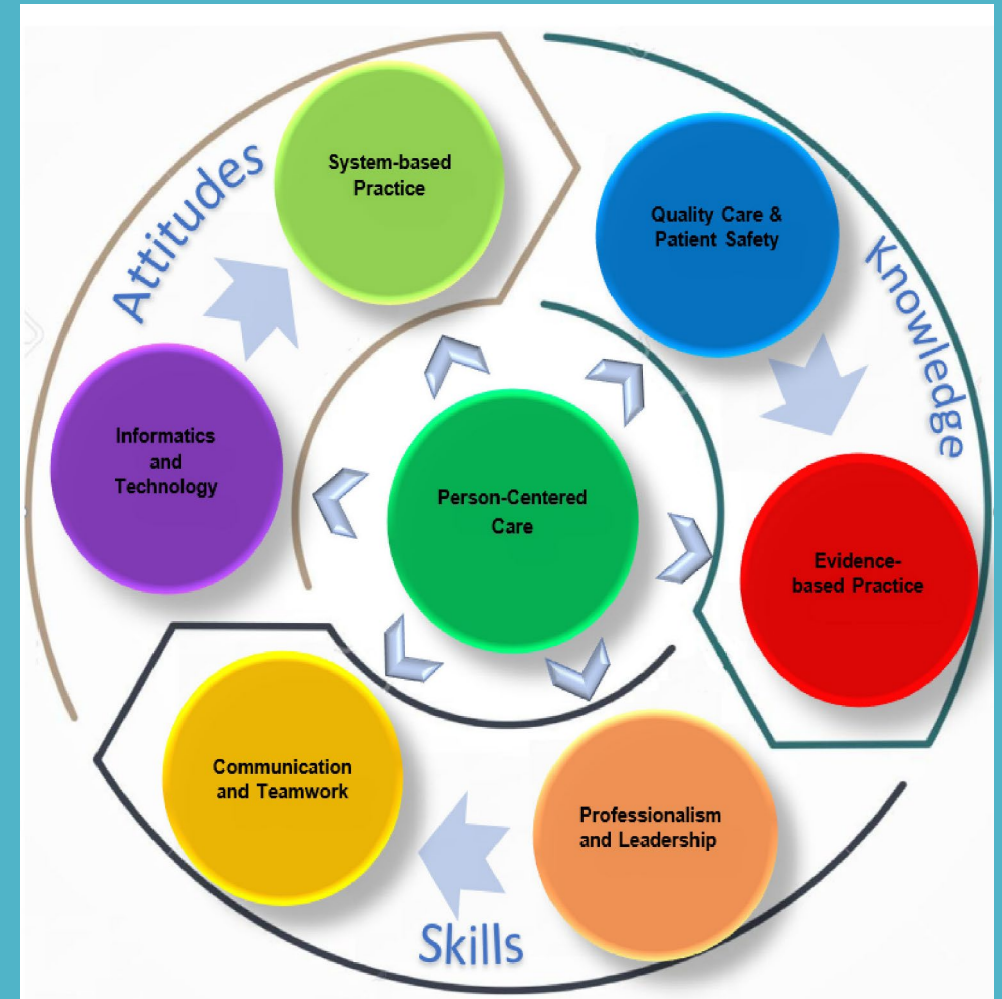 Attitudes
System-based
Practice
Quality Care &
Patient Safety
Knowledge
Informatics
and
Technology
Person-Centered
Care
Evidence-
based Practice
Communication
and Teamwork
Professionalism
and Leadership
Skills